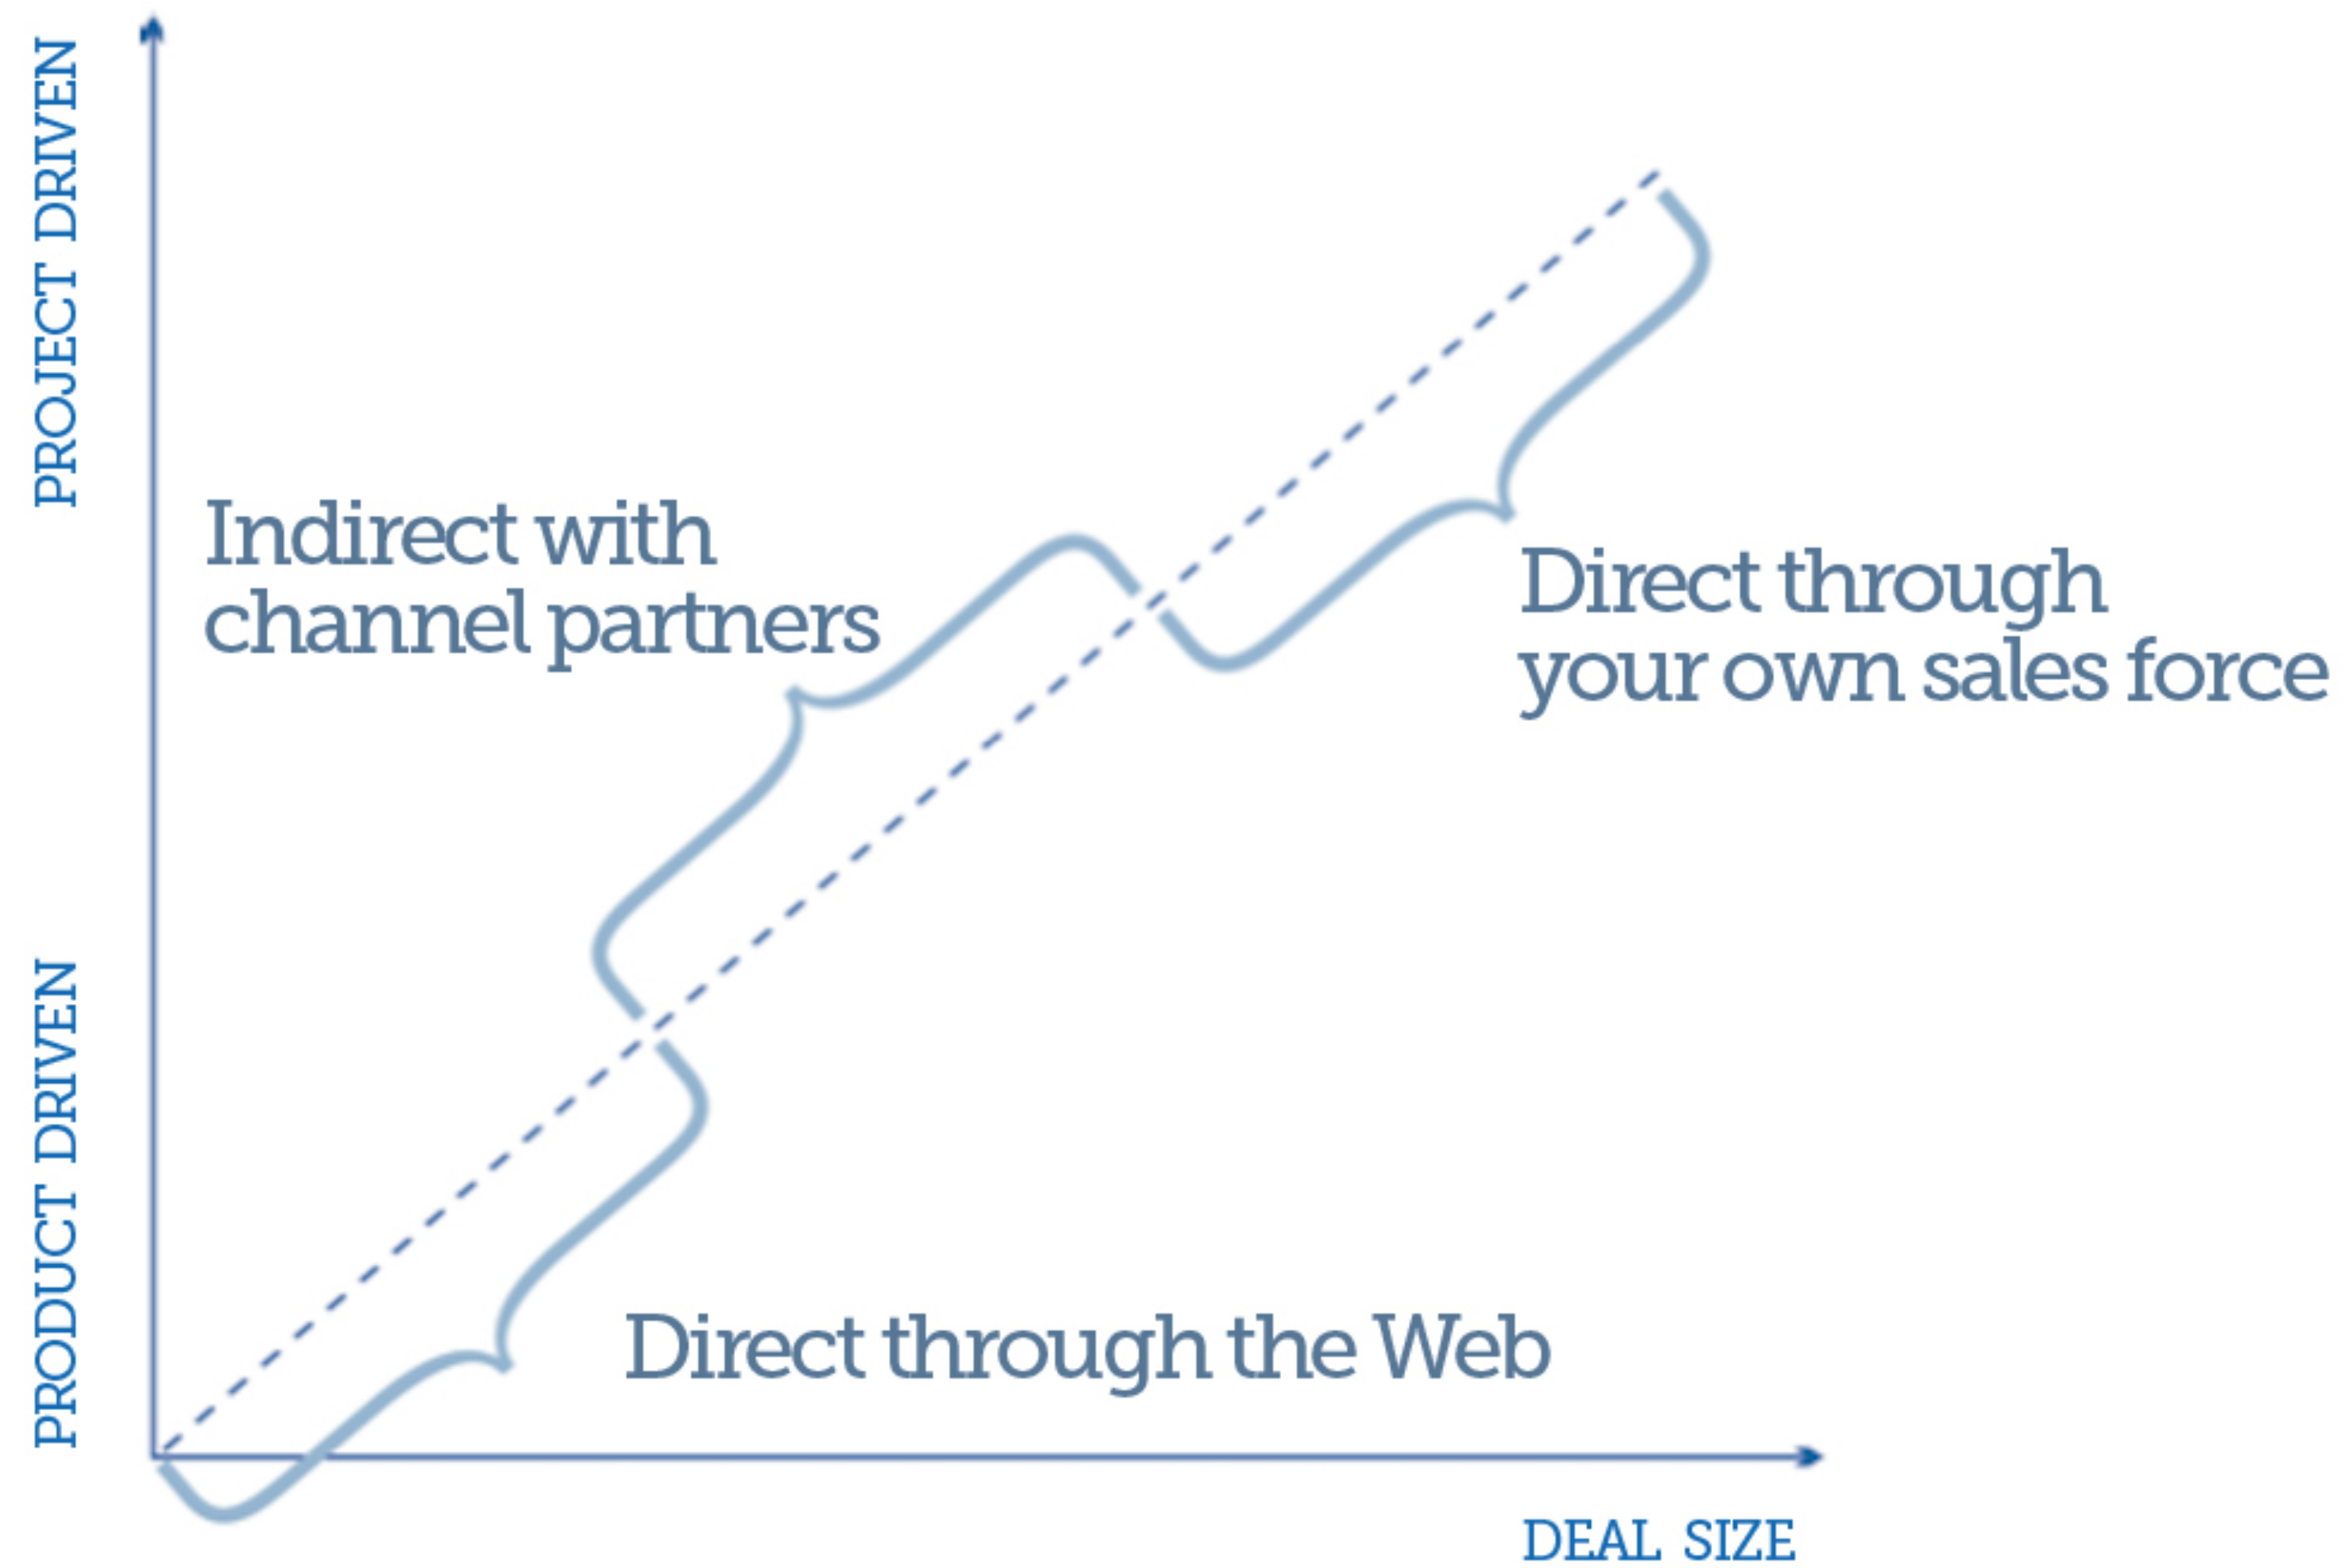 PROJECT DRIVEN
Indirect with
channel partners
Direct through
your own sales force
PRODUCT DRIVEN
Direct through the Web
DEAL SIZE